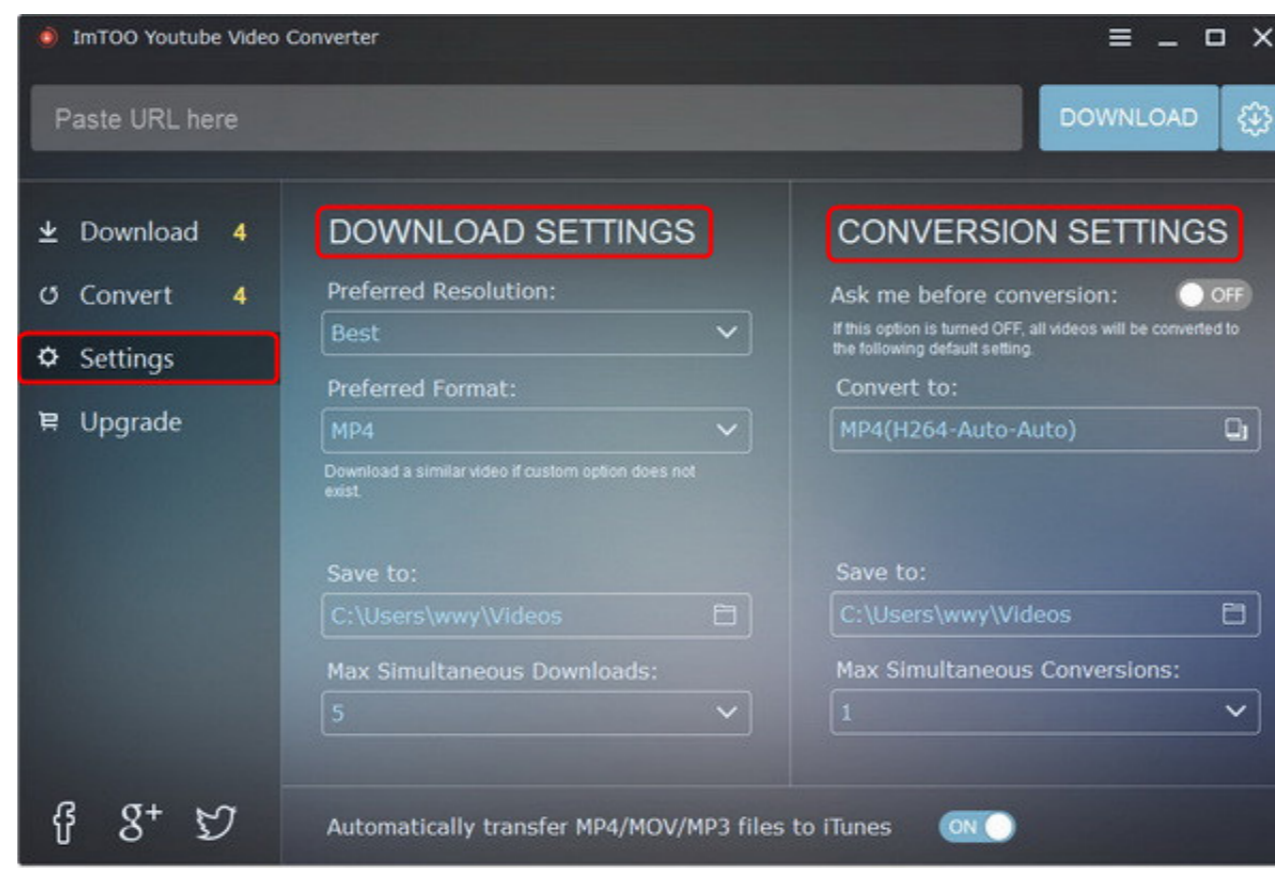 ImTOO Youtube Video Converter
Paste URL here
DOWNLOAD
Download 4
Convert 4
Settings
Upgrade
DOWNLOAD SETTINGS
Preferred Resolution:
Best
Preferred Format:
MP4
Download a similar video if custom option does not
exist.
Save to:
C:\Users\wwy\Videos
Max Simultaneous Downloads:
5
CONVERSION SETTINGS
Ask me before conversion: OFF
If this option is turned OFF, all videos will be converted to
the following default setting.
Convert to:
MP4(H264-Auto-Auto)
Save to:
C:\Users\wwy\Videos
Max Simultaneous Conversions:
1
Automatically transfer MP4/MOV/MP3 files to iTunes ON